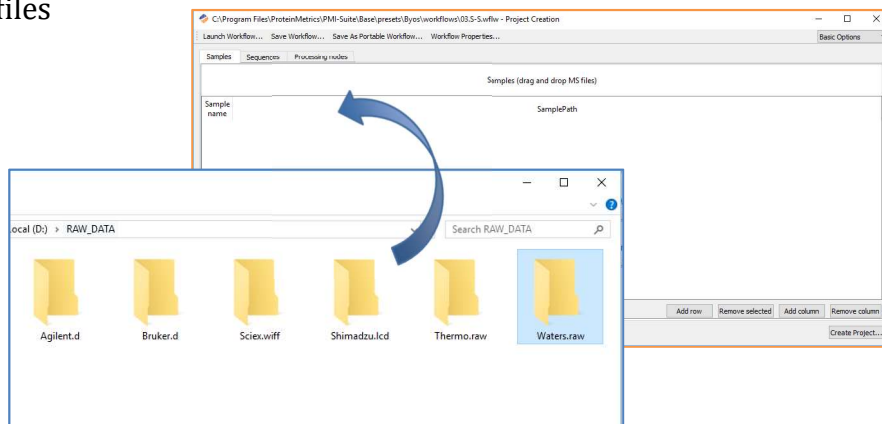 files
C:\Program Files\ProteinMetrics\PMI-Suite\Base\presets\Byos\workflows\03.S-S.wflw - Project Creation
Launch Workflow... Save Workflow... Save As Portable Workflow... Workflow Properties...
Basic Options
Samples Sequences Processing nodes
Samples (drag and drop MS files)
Sample
name
SamplePath
ocal (D:) > RAW_DATA
Search RAW_DATA
Agilent.d Bruker.d Sciex.wiff Shimadzu.lcd Thermo.raw Waters.raw
Add row Remove selected Add column Remove column
Create Project...